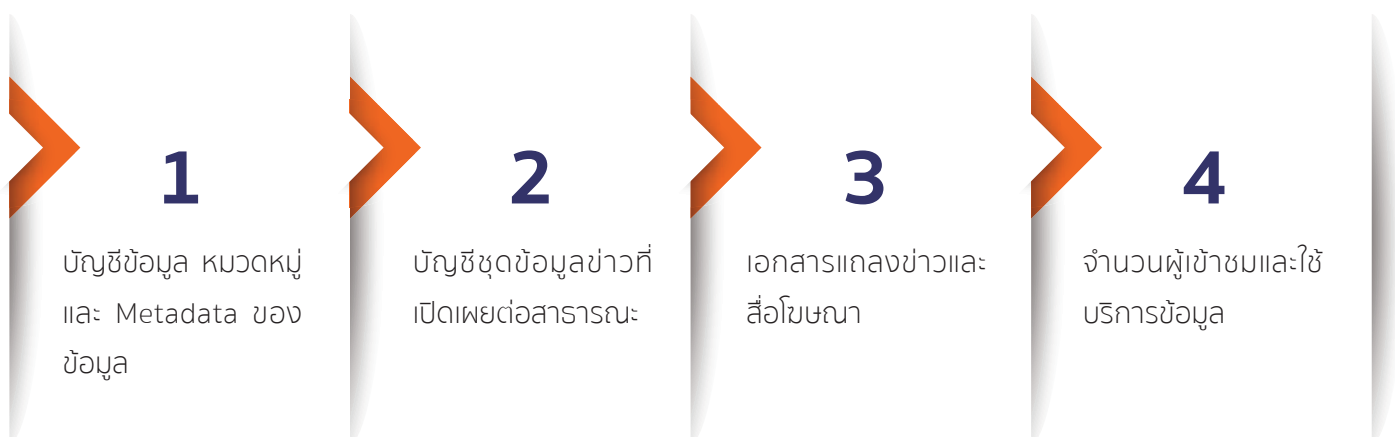 1
บัญชีข้อมูล หมวดหมู่
และ Metadata ของ
ข้อมูล
2
บัญชีชุดข้อมูลข่าวที่
เปิดเผยต่อสาธารณะ
3
เอกสารแถลงข่าวและ
สื่อโฆษณา
4
จำนวนผู้เข้าชมและใช้
บริการข้อมูล